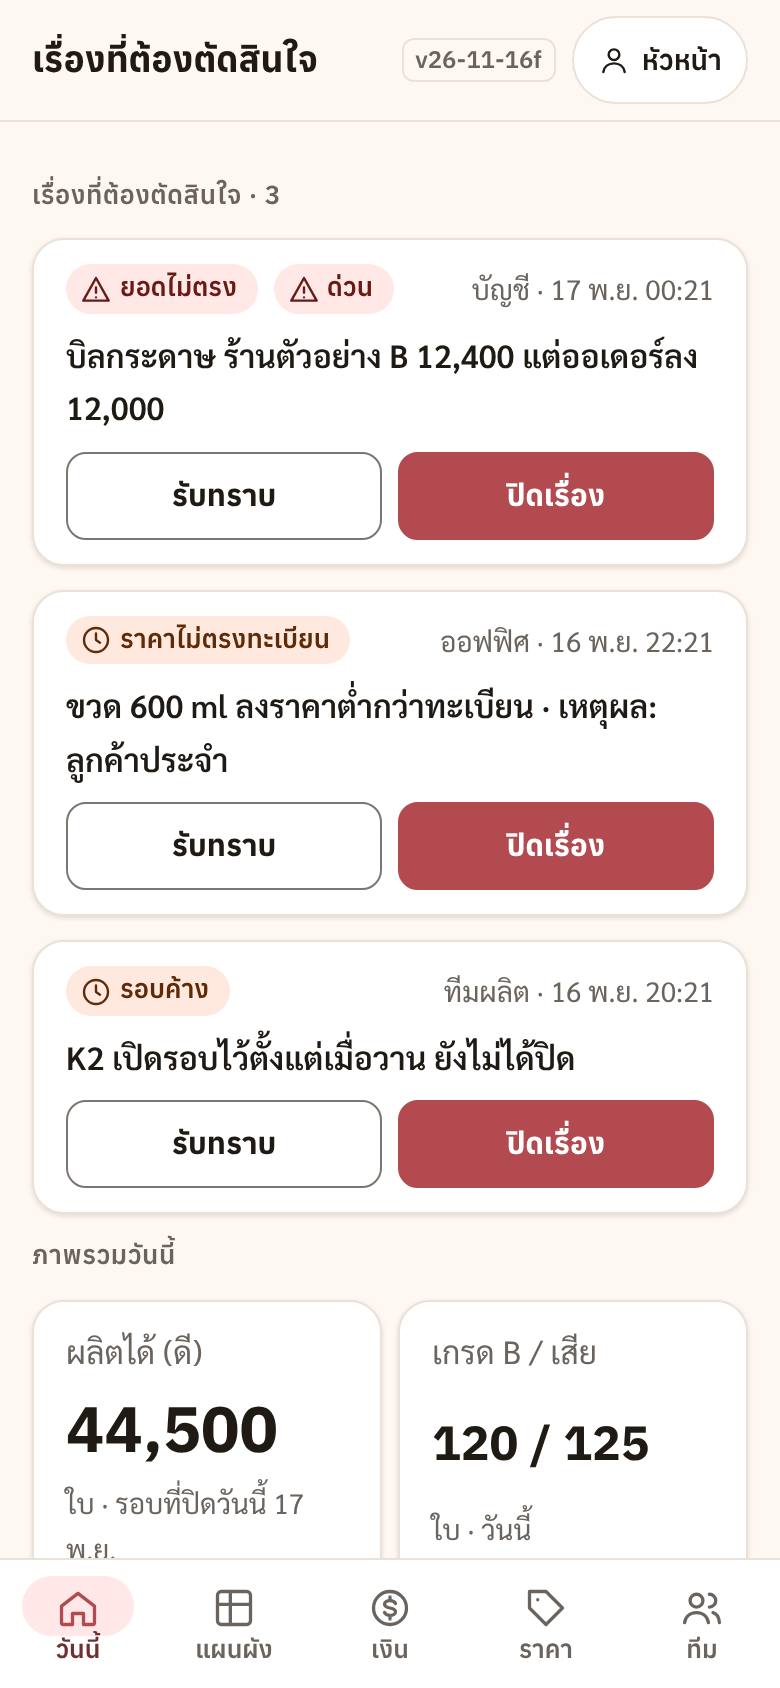 เรื่องที่ต้องตัดสินใจ
v26-11-16f
หัวหน้า
เรื่องที่ต้องตัดสินใจ · 3
ยอดไม่ตรง
ด่วน
บัญชี · 17 พ.ย. 00:21
บิลกระดาษ ร้านตัวอย่าง B 12,400 แต่ออเดอร์ลง
12,000
รับทราบ
ปิดเรื่อง
ราคาไม่ตรงทะเบียน
ออฟฟิศ · 16 พ.ย. 22:21
ขวด 600 ml ลงราคาต่ำกว่าทะเบียน · เหตุผล:
ลูกค้าประจำ
รับทราบ
ปิดเรื่อง
รอบค้าง
ทีมผลิต · 16 พ.ย. 20:21
K2 เปิดรอบไว้ตั้งแต่เมื่อวาน ยังไม่ได้ปิด
รับทราบ
ปิดเรื่อง
ภาพรวมวันนี้
ผลิตได้ (ดี)
44,500
ใบ · รอบที่ปิดวันนี้ 17
พ.ย.
เกรด B / เสีย
120 / 125
ใบ · วันนี้
วันนี้
แผนผัง
เงิน
ราคา
ทีม